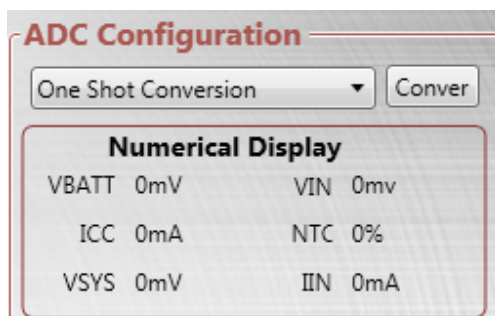 ADC Configuration
One Shot Conversion Conver
Numerical Display
VBATT 0mV VIN 0mv
ICC 0mA NTC 0%
VSYS 0mV IIN 0mA